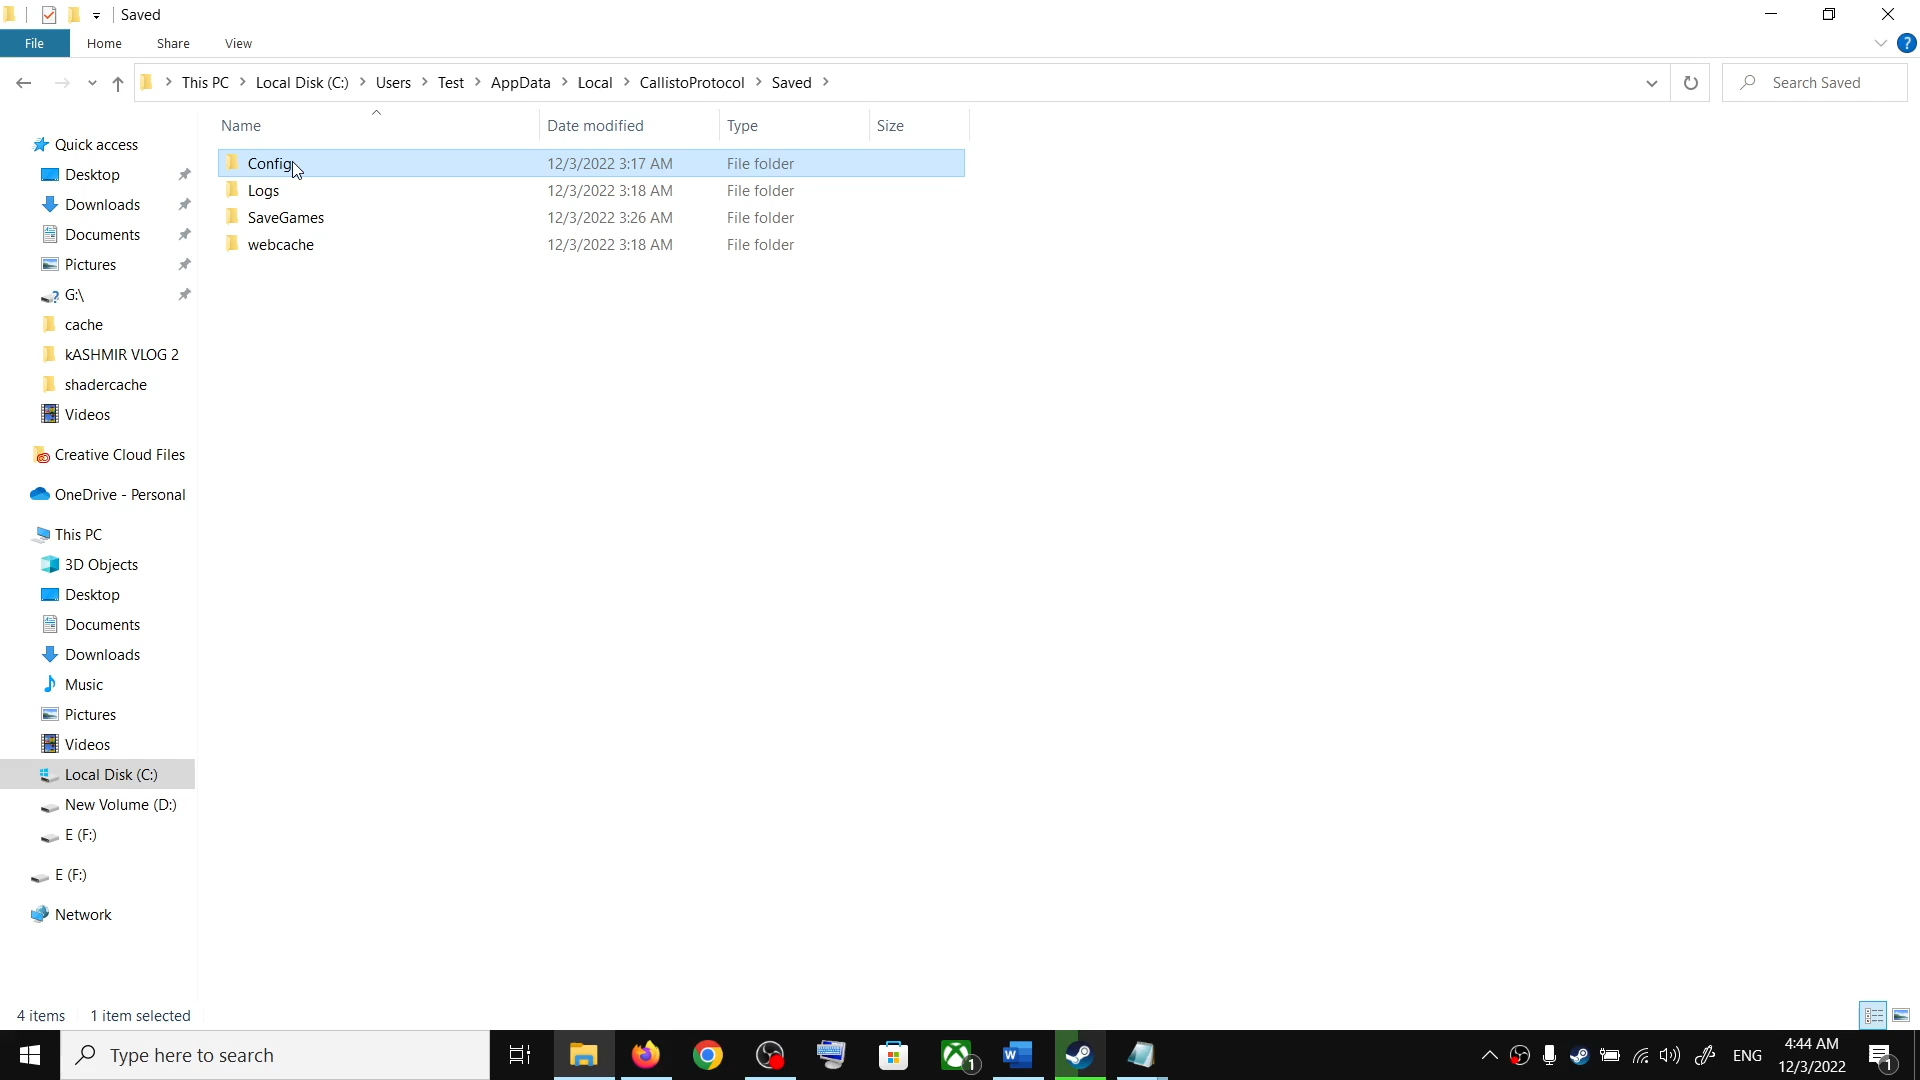 Saved
File Home Share View
This PC Local Disk (C:) Users Test AppData Local CallistoProtocol Saved
Search Saved
Name Date modified Type Size
Config 12/3/2022 3:17 AM File folder
Logs 12/3/2022 3:18 AM File folder
SaveGames 12/3/2022 3:26 AM File folder
webcache 12/3/2022 3:18 AM File folder
Quick access
Desktop
Downloads
Documents
Pictures
G:\
cache
kASHMIR VLOG 2
shadercache
Videos
Creative Cloud Files
OneDrive - Personal
This PC
3D Objects
Desktop
Documents
Downloads
Music
Pictures
Videos
Local Disk (C:)
New Volume (D:)
E (F:)
E (F:)
Network
4 items 1 item selected
Type here to search
1
ENG
4:44 AM
12/3/2022
1